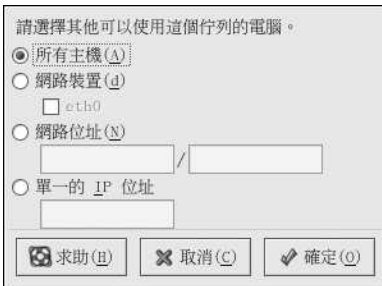 請選擇其他可以使用這個佇列的電腦。
所有主機(A)
網路裝置(d)
eth0
網路位址(N)
/
單一的 IP 位址
求助(H) 取消(C) 確定(O)